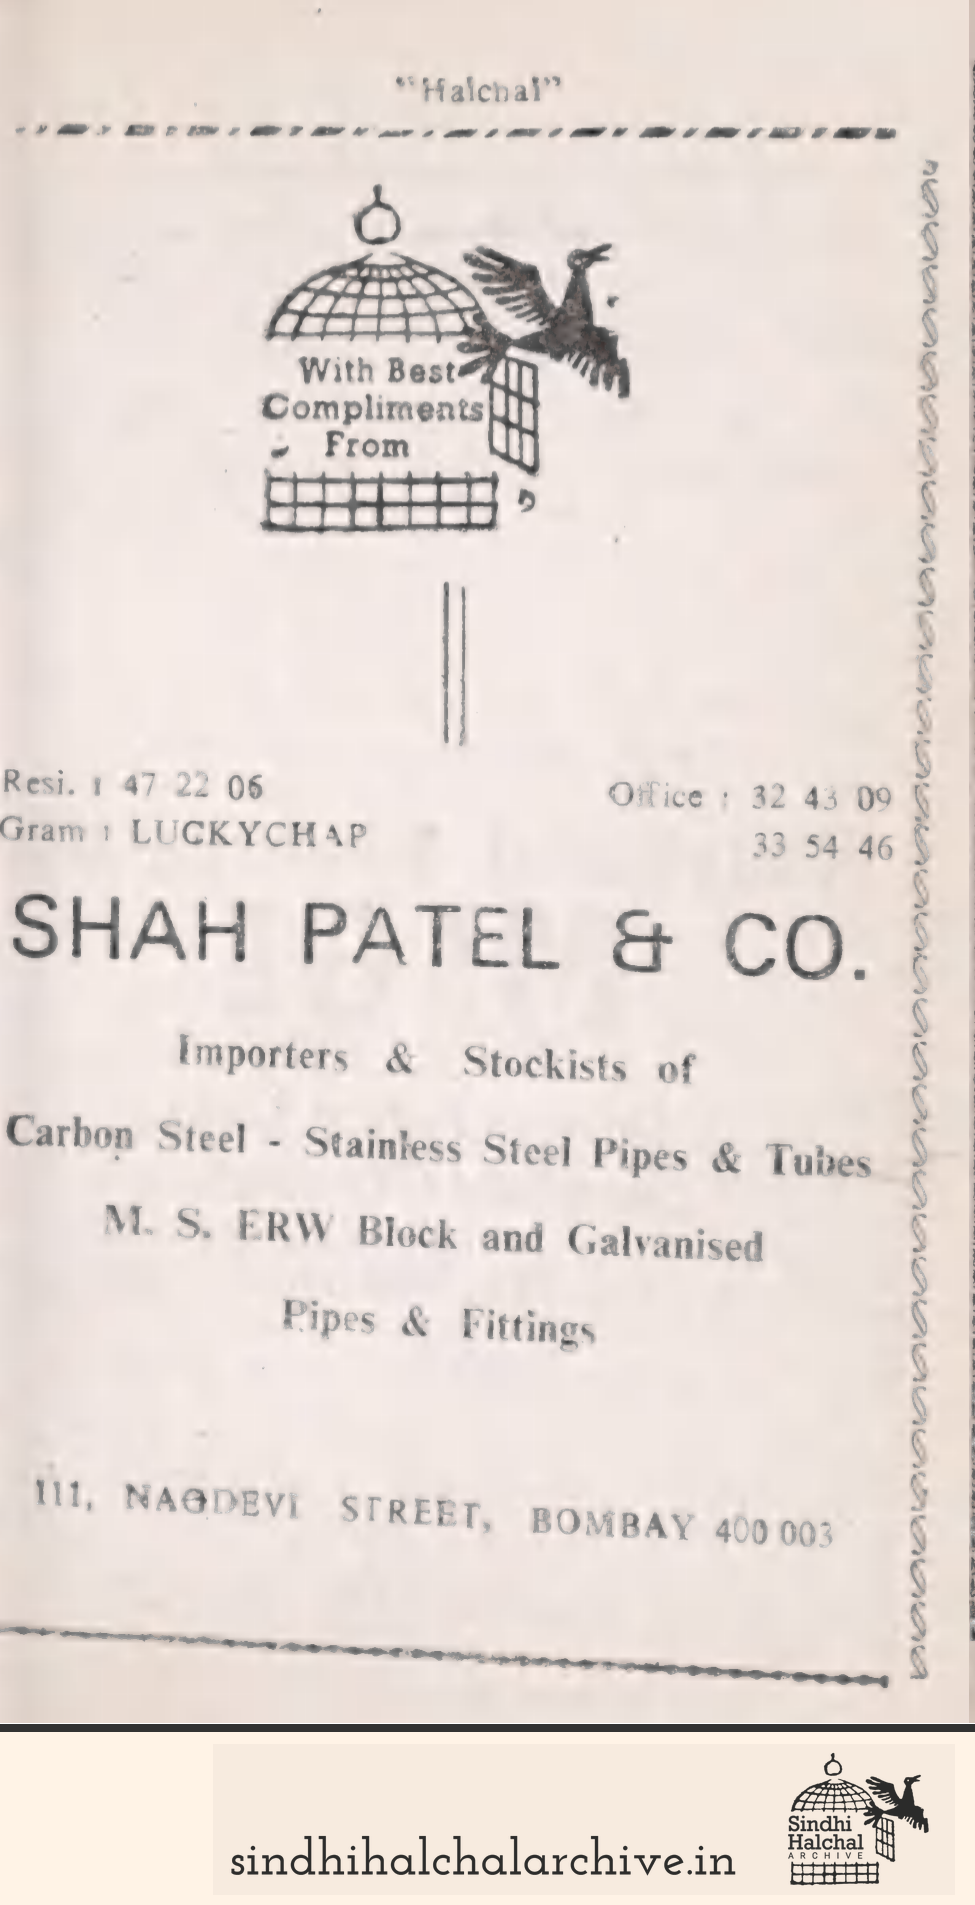 “Halchal”
With Best
Compliments
From
Resi. : 47 22 06
Office : 32 43 09
Gram : LUCKYCHAP
33 54 46
SHAH PATEL & CO.
Importers & Stockists of
Carbon Steel - Stainless Steel Pipes & Tubes
M. S. ERW Block and Galvanised
Pipes & Fittings
111, NAGDEVI STREET, BOMBAY 400 003
sindhihalchalarchive.in
Sindhi
Halchal
ARCHIVE